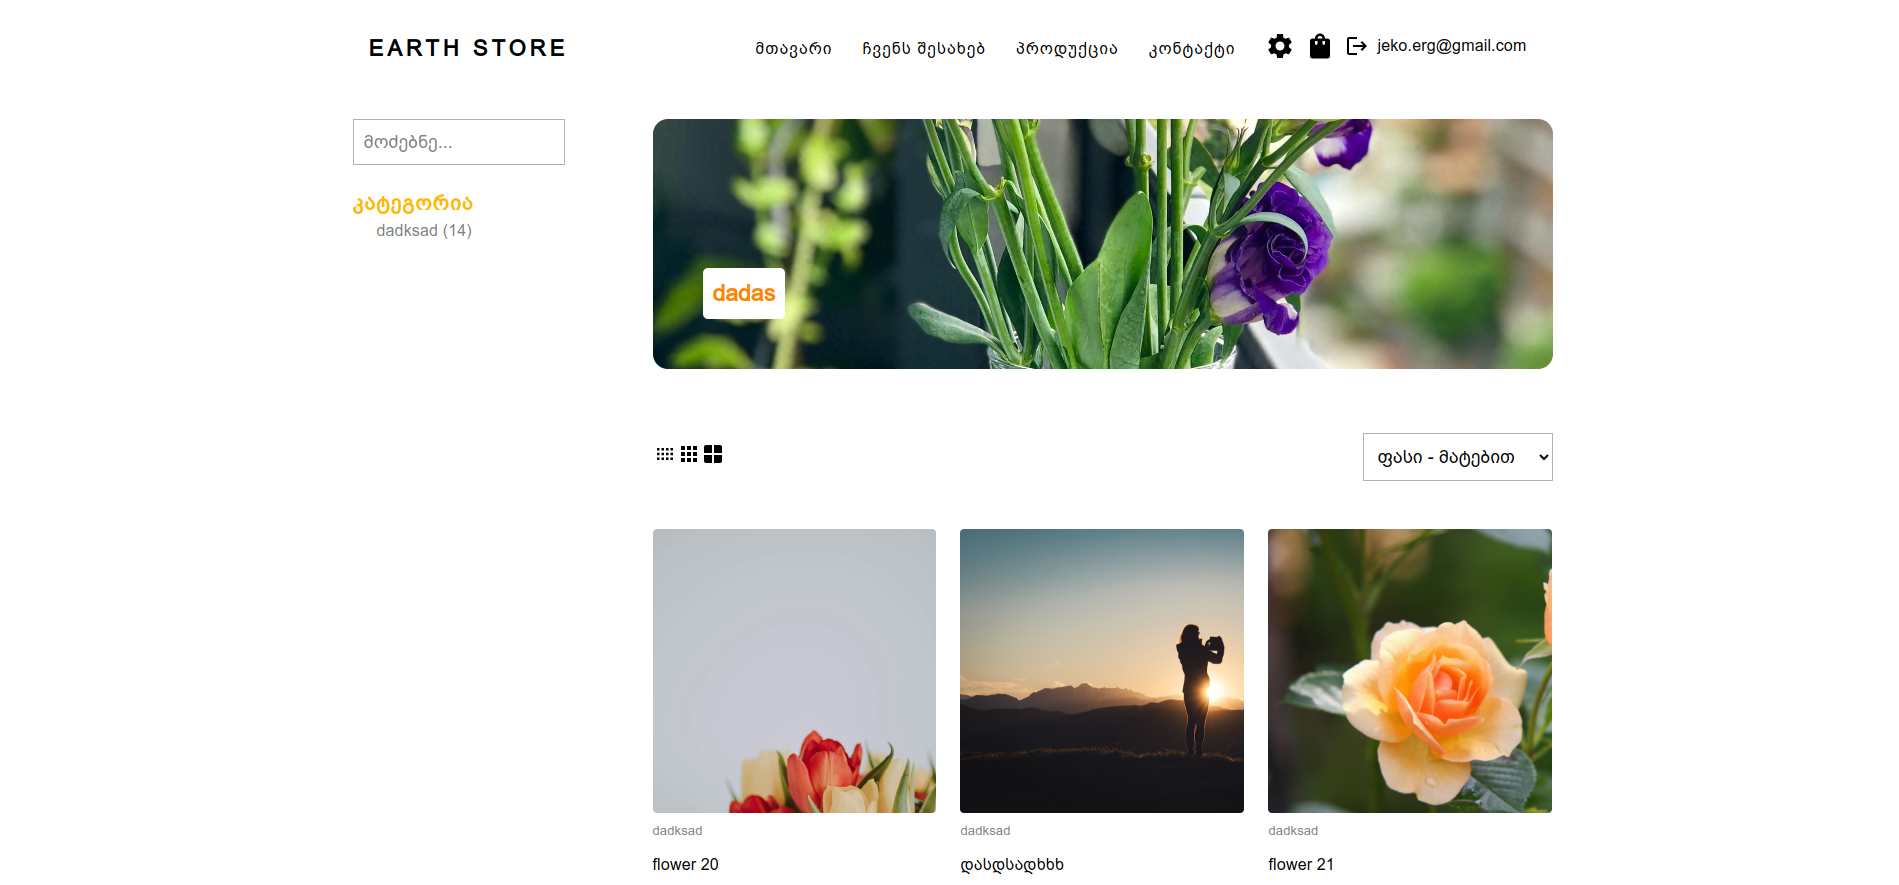 EARTH STORE
მთავარი ჩვენს შესახებ პროდუქცია კონტაქტი jeko.erg@gmail.com
მოძებნე...
კატეგორია
dadksad (14)
dadas
ფასი - მატებით
dadksad dadksad dadksad
flower 20 დასდსადხხხ flower 21